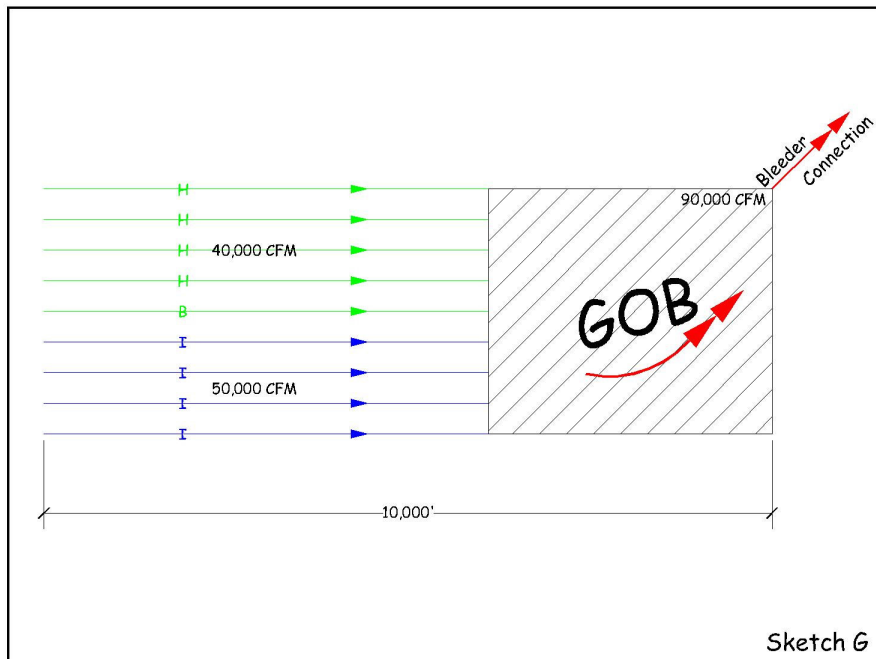 Bleeder
Connection
90,000 CFM
H
H
40,000 CFM
H
H
B
GOB
I
I
50,000 CFM
I
I
10,000'
Sketch G